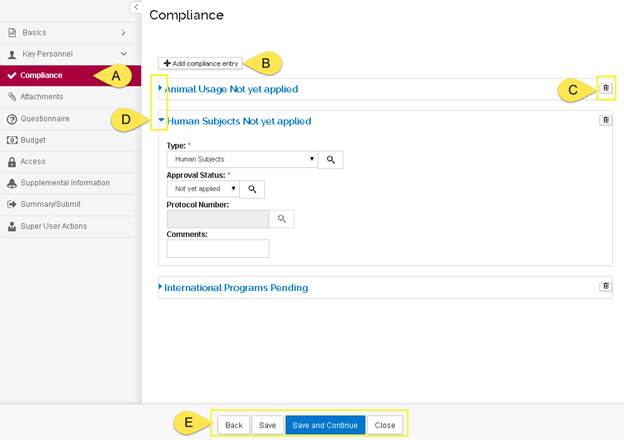 Compliance
Basics
Key Personnel
Compliance
Attachments
Questionnaire
Budget
Access
Supplemental Information
Summary/Submit
Super User Actions
A
Add compliance entry
B
Animal Usage Not yet applied
C
D
Human Subjects Not yet applied
Type: *
Human Subjects
Approval Status: *
Not yet applied
Protocol Number:
Comments:
International Programs Pending
E
Back Save Save and Continue Close